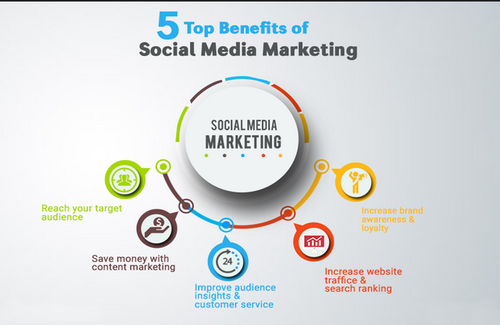 5 Top Benefits of
Social Media Marketing
SOCIAL MEDIA
MARKETING
Reach your target
audience
Save money with
content marketing
24
Improve audience
insights &
customer service
Increase website
traffice &
search ranking
Increase brand
awareness &
loyalty